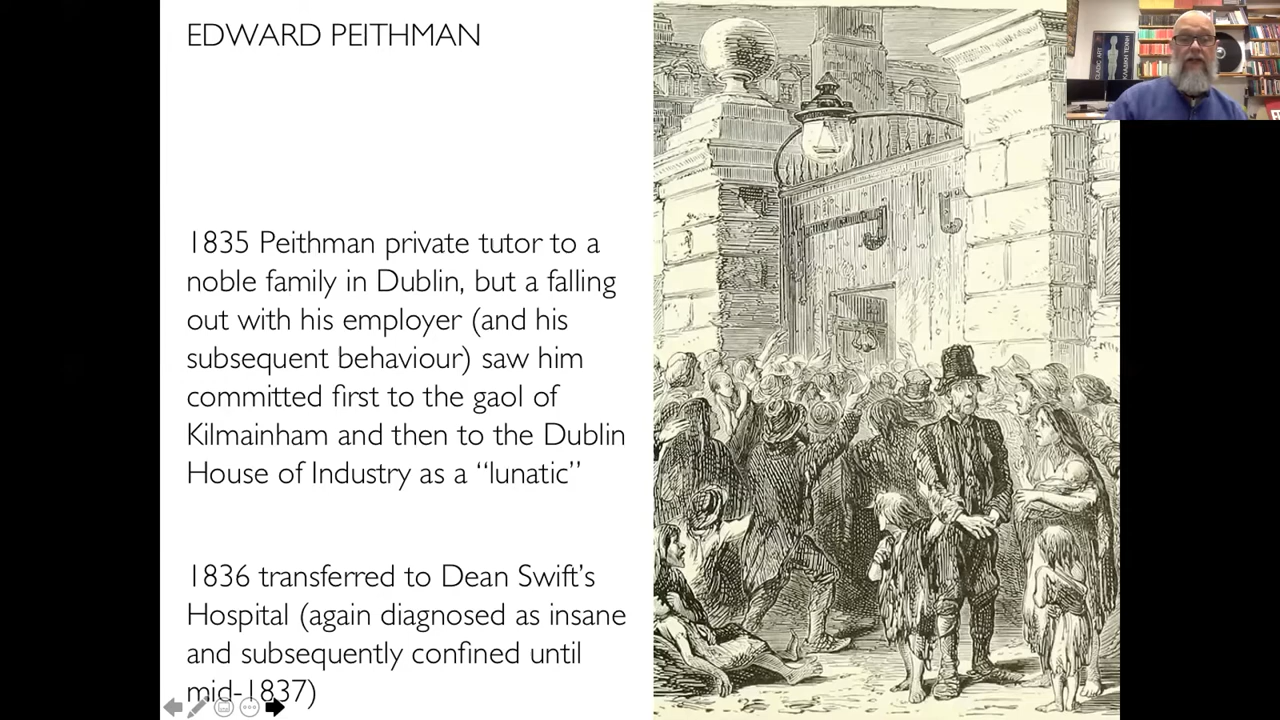 EDWARD PEITHMAN
1835 Peithman private tutor to a
noble family in Dublin, but a falling
out with his employer (and his
subsequent behaviour) saw him
committed first to the gaol of
Kilmainham and then to the Dublin
House of Industry as a “lunatic”
1836 transferred to Dean Swift’s
Hospital (again diagnosed as insane
and subsequently confined until
mid-1837)